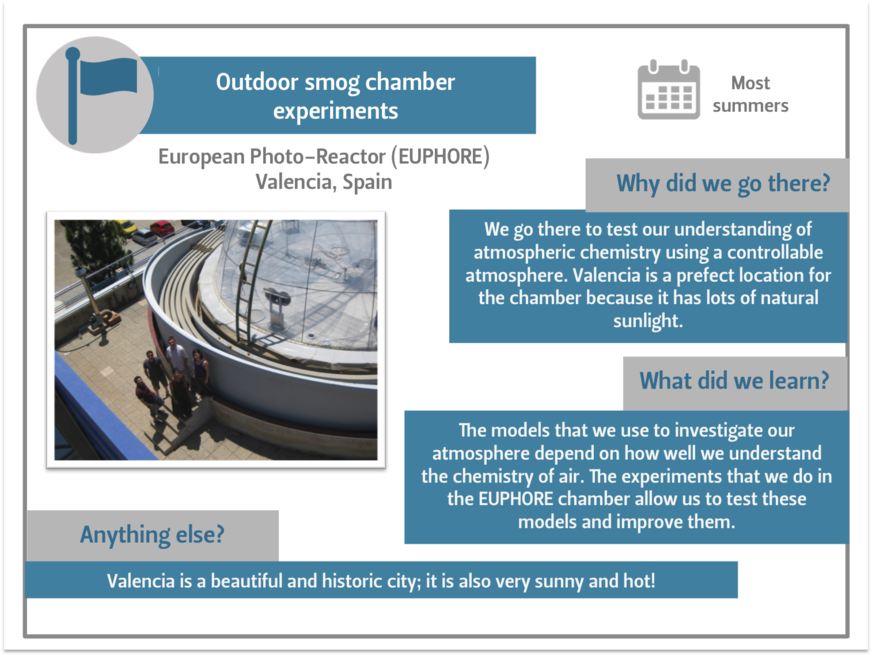 Outdoor smog chamber
experiments
Most
summers
European Photo-Reactor (EUPHORE)
Valencia, Spain
Why did we go there?
We go there to test our understanding of
atmospheric chemistry using a controllable
atmosphere. Valencia is a prefect location for
the chamber because it has lots of natural
sunlight.
What did we learn?
The models that we use to investigate our
atmosphere depend on how well we understand
the chemistry of air. The experiments that we do in
the EUPHORE chamber allow us to test these
models and improve them.
Anything else?
Valencia is a beautiful and historic city; it is also very sunny and hot!